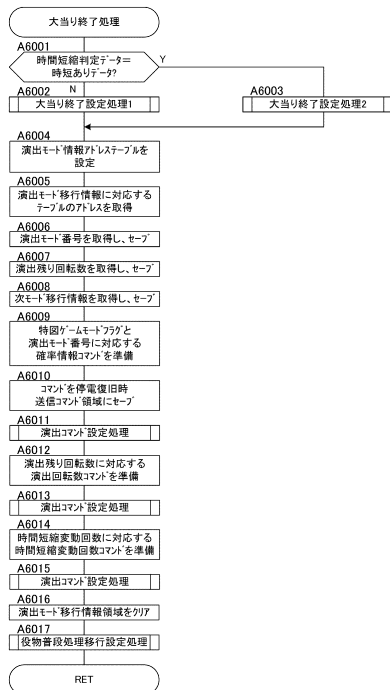 大当り終了処理
A6001
時間短縮判定データ＝
時短ありデータ?
Y
N
A6002
大当り終了設定処理1
A6003
大当り終了設定処理2
A6004
演出モード情報アドレステーブルを
設定
A6005
演出モード移行情報に対応する
テーブルのアドレスを取得
A6006
演出モード番号を取得し、セーブ
A6007
演出残り回転数を取得し、セーブ
A6008
次モード移行情報を取得し、セーブ
A6009
特図ゲームモードフラグと
演出モード番号に対応する
確率情報コマンドを準備
A6010
コマンドを停電復旧時
送信コマンド領域にセーブ
A6011
演出コマンド設定処理
A6012
演出残り回転数に対応する
演出回転数コマンドを準備
A6013
演出コマンド設定処理
A6014
時間短縮変動回数に対応する
時間短縮変動回数コマンドを準備
A6015
演出コマンド設定処理
A6016
演出モード移行情報領域をクリア
A6017
役物普段処理移行設定処理
RET